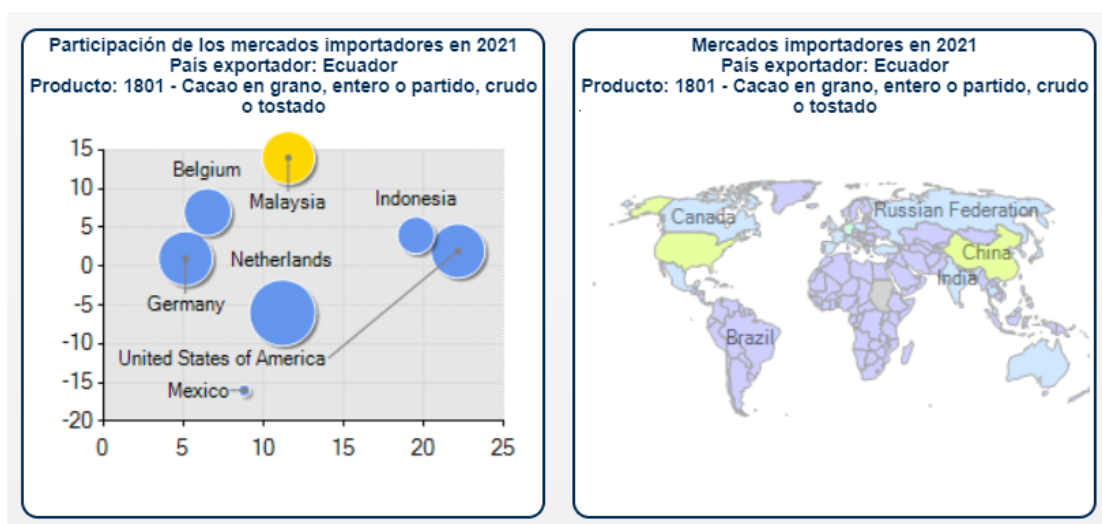 Participación de los mercados importadores en 2021
País exportador: Ecuador
Producto: 1801 - Cacao en grano, entero o partido, crudo
o tostado
15
10
5
0
-5
-10
-15
-20
0
5
10
15
20
25
Belgium
Malaysia
Indonesia
Netherlands
Germany
United States of America
Mexico
Mercados importadores en 2021
País exportador: Ecuador
Producto: 1801 - Cacao en grano, entero o partido, crudo
o tostado
Canada
Russian Federation
China
India
Brazil